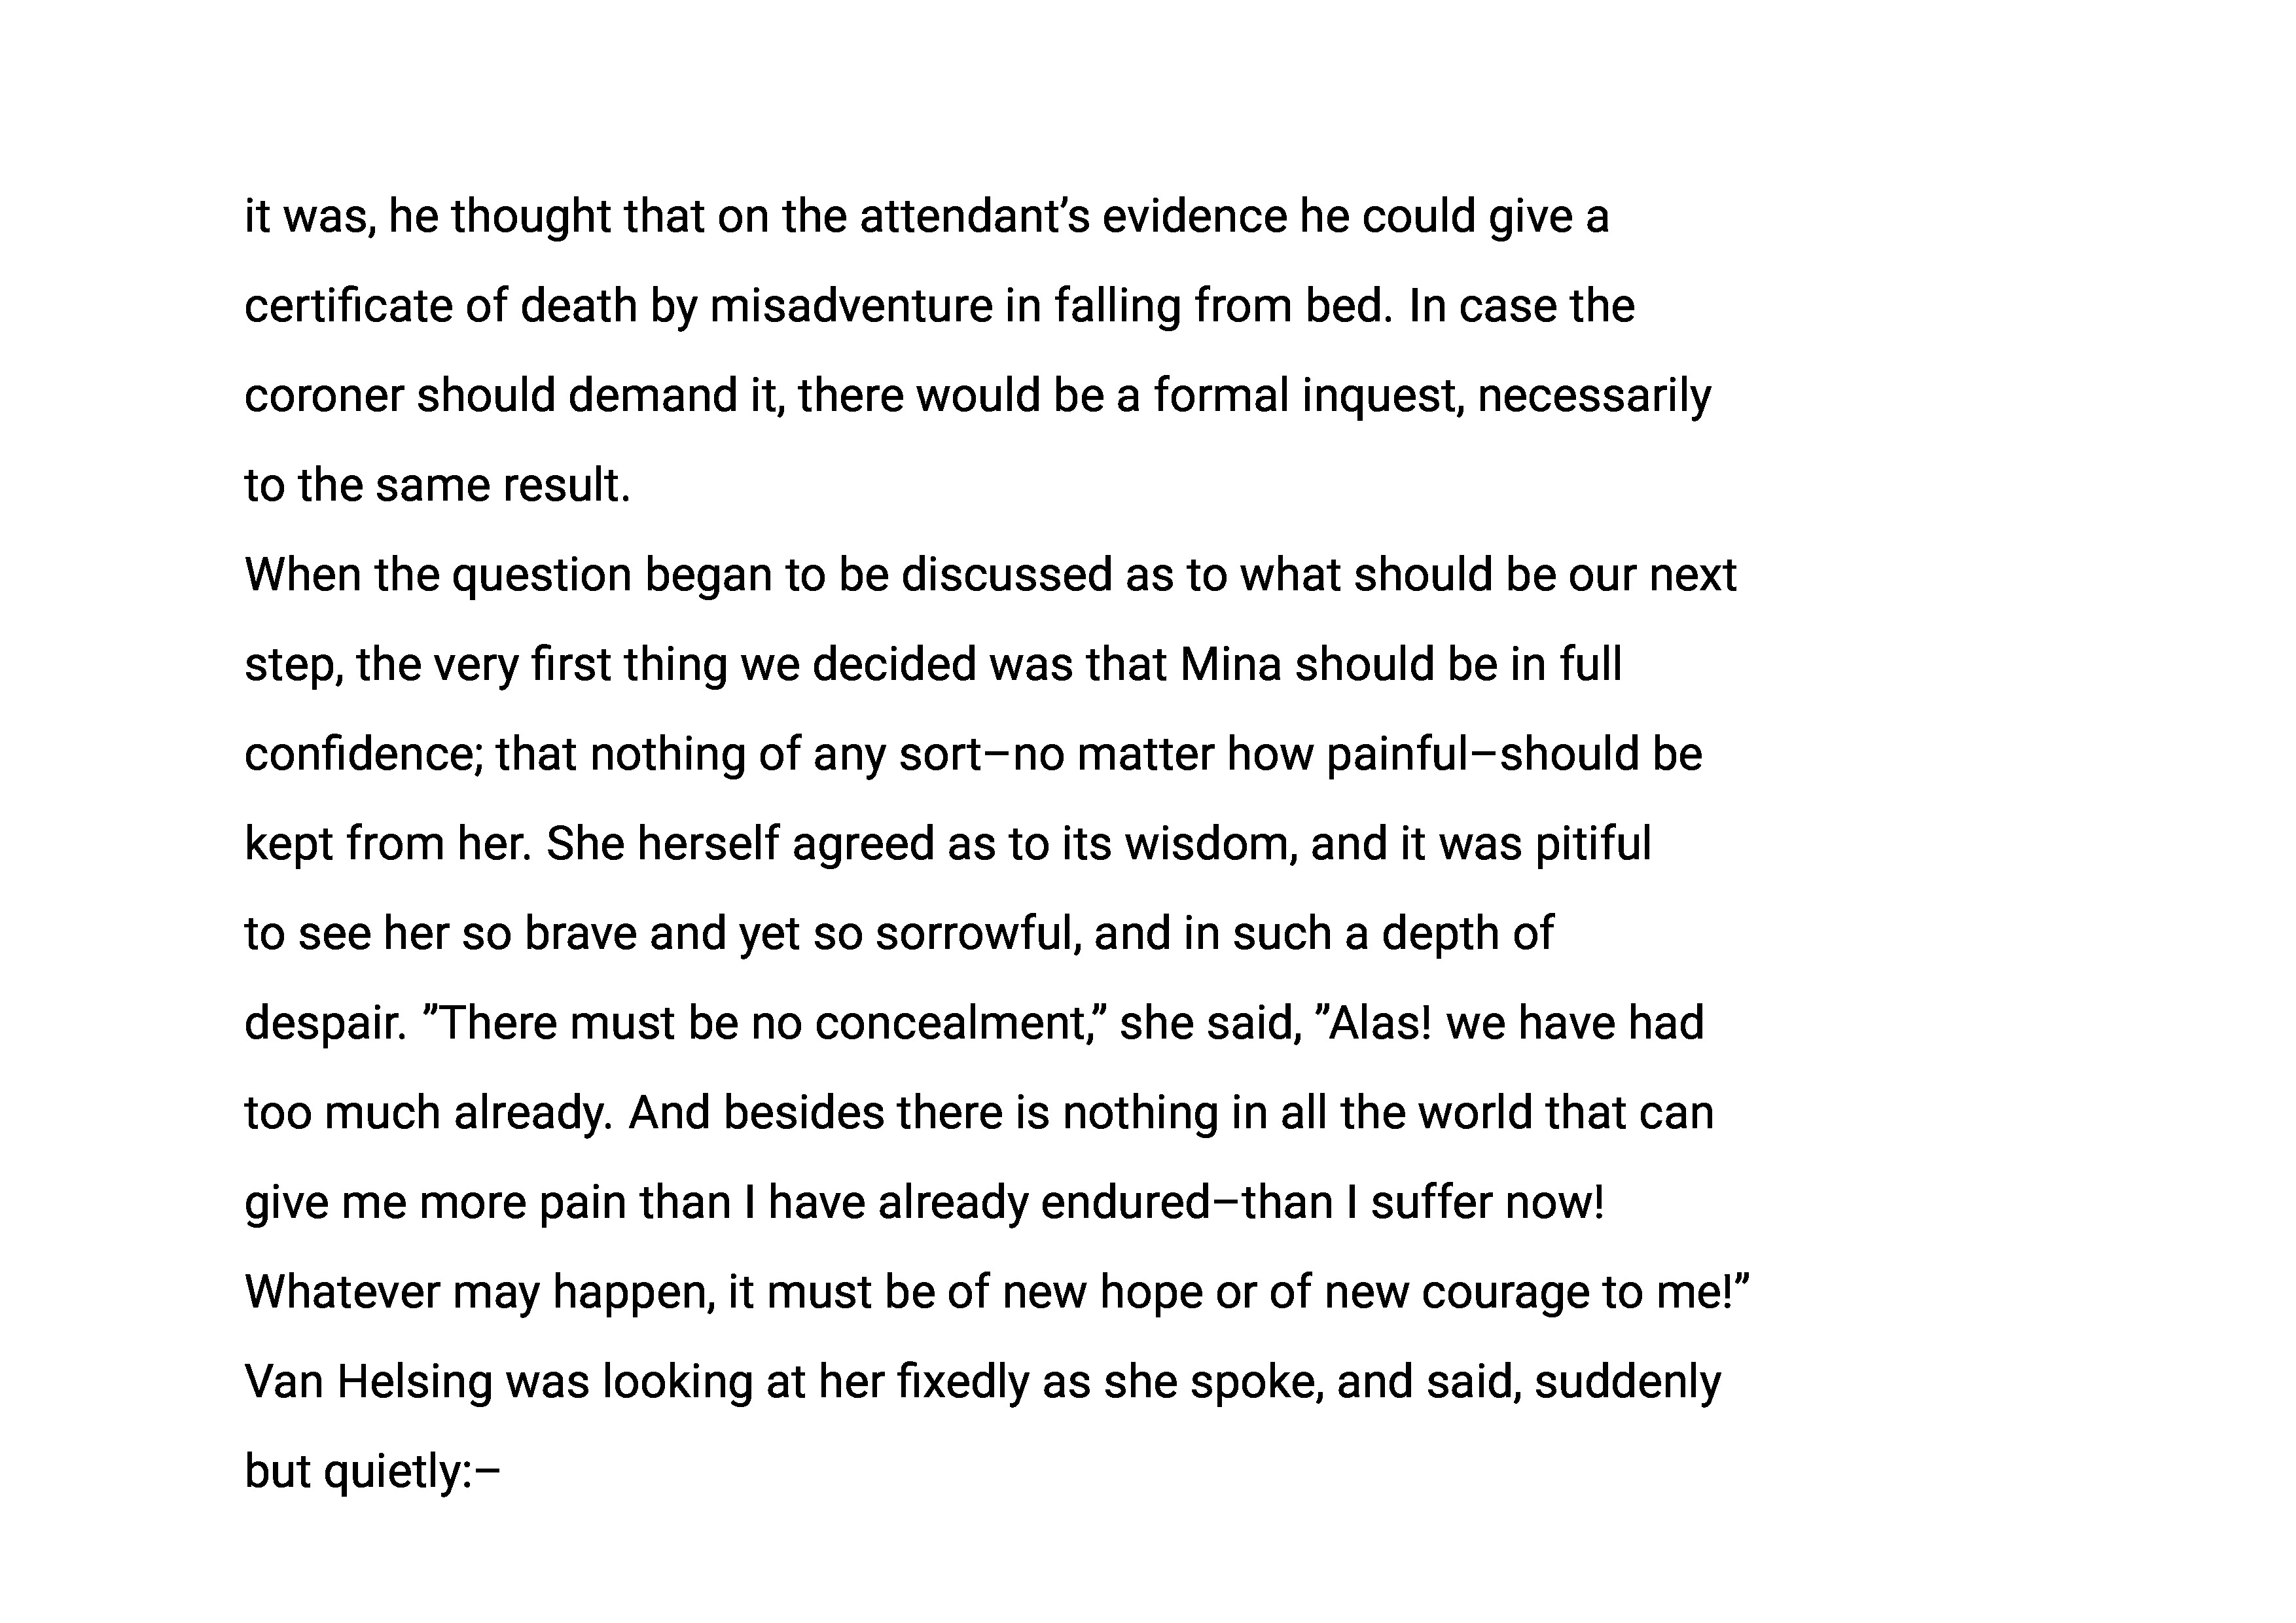 it was, he thought that on the attendant’s evidence he could give a
certificate of death by misadventure in falling from bed. In case the
coroner should demand it, there would be a formal inquest, necessarily
to the same result.
When the question began to be discussed as to what should be our next
step, the very first thing we decided was that Mina should be in full
confidence; that nothing of any sort–no matter how painful–should be
kept from her. She herself agreed as to its wisdom, and it was pitiful
to see her so brave and yet so sorrowful, and in such a depth of
despair. ”There must be no concealment,” she said, ”Alas! we have had
too much already. And besides there is nothing in all the world that can
give me more pain than I have already endured–than I suffer now!
Whatever may happen, it must be of new hope or of new courage to me!”
Van Helsing was looking at her fixedly as she spoke, and said, suddenly
but quietly:–